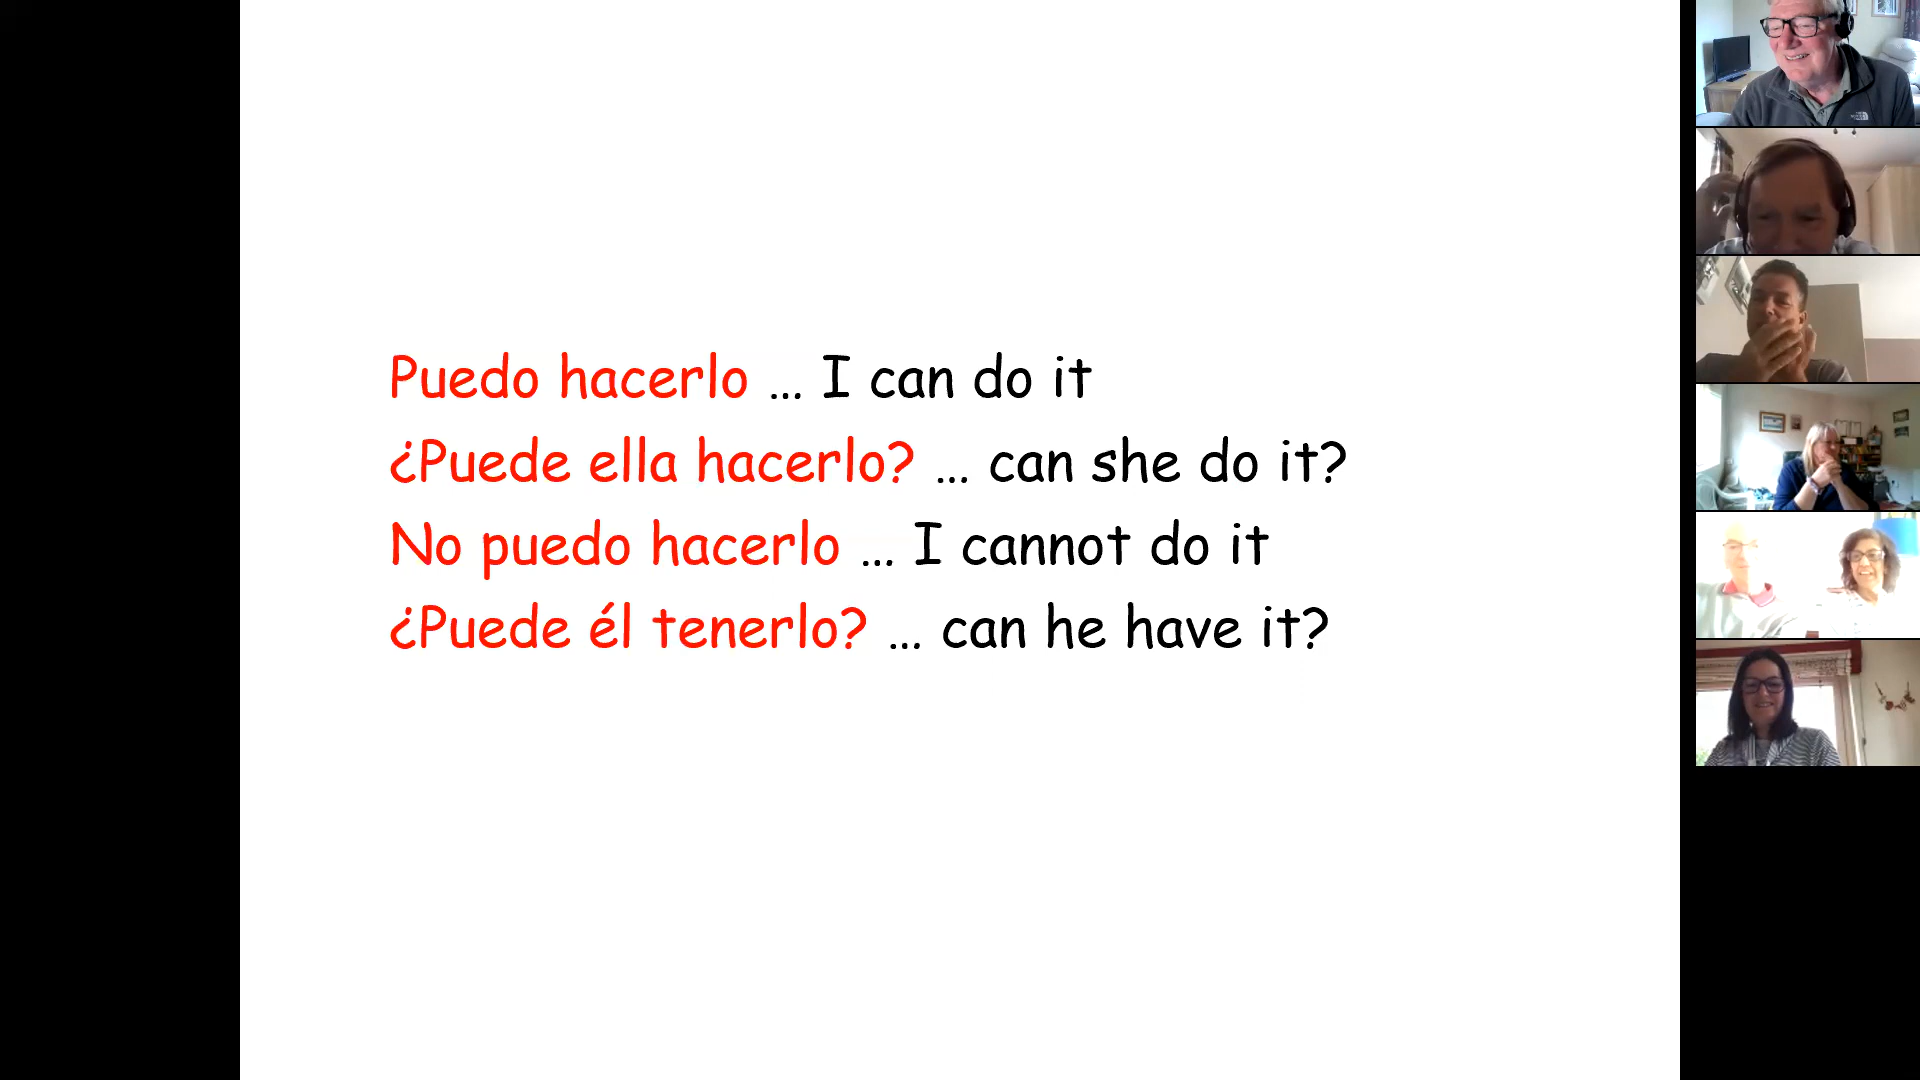 Puedo hacerlo ... I can do it
¿Puede ella hacerlo? ... can she do it?
No puedo hacerlo ... I cannot do it
¿Puede él tenerlo? ... can he have it?